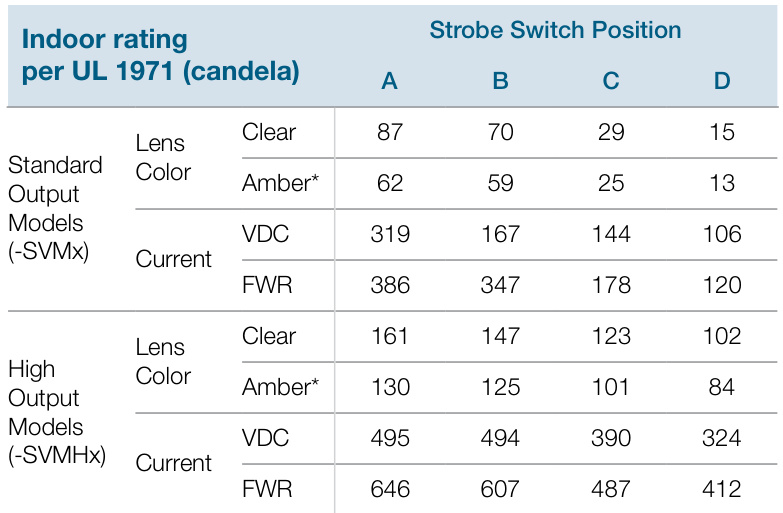 Indoor rating
per UL 1971 (candela)
Strobe Switch Position
A B C D
Standard
Output
Models
(-SVMx)
Lens
Color
Clear 87 70 29 15
Amber* 62 59 25 13
Current
VDC 319 167 144 106
FWR 386 347 178 120
High
Output
Models
(-SVMHx)
Lens
Color
Clear 161 147 123 102
Amber* 130 125 101 84
Current
VDC 495 494 390 324
FWR 646 607 487 412